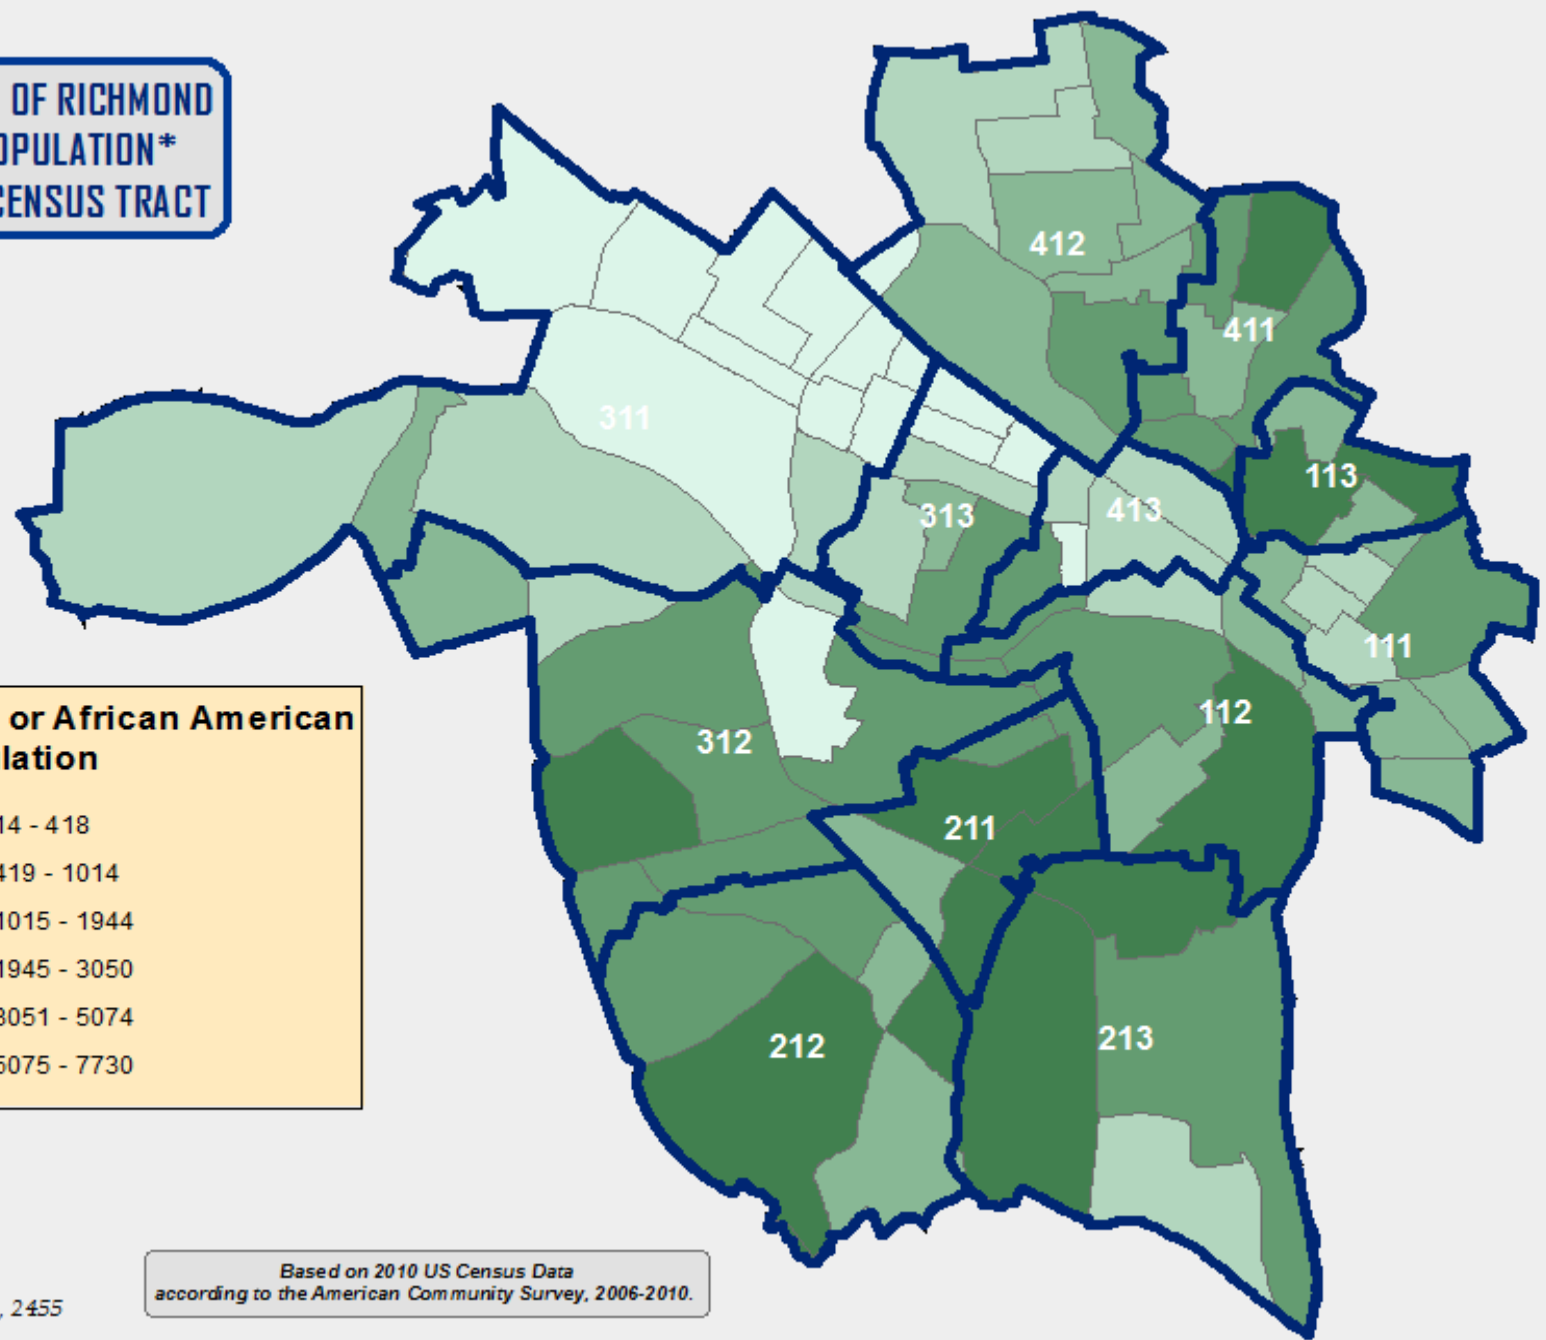 OF RICHMOND
OPULATION*
CENSUS TRACT
412
411
311
113
313
413
111
112
312
211
212
213
or African American
lation
14 - 418
419 - 1014
1015 - 1944
1945 - 3050
3051 - 5074
5075 - 7730
Based on 2010 US Census Data
according to the American Community Survey, 2006-2010.
, 2455